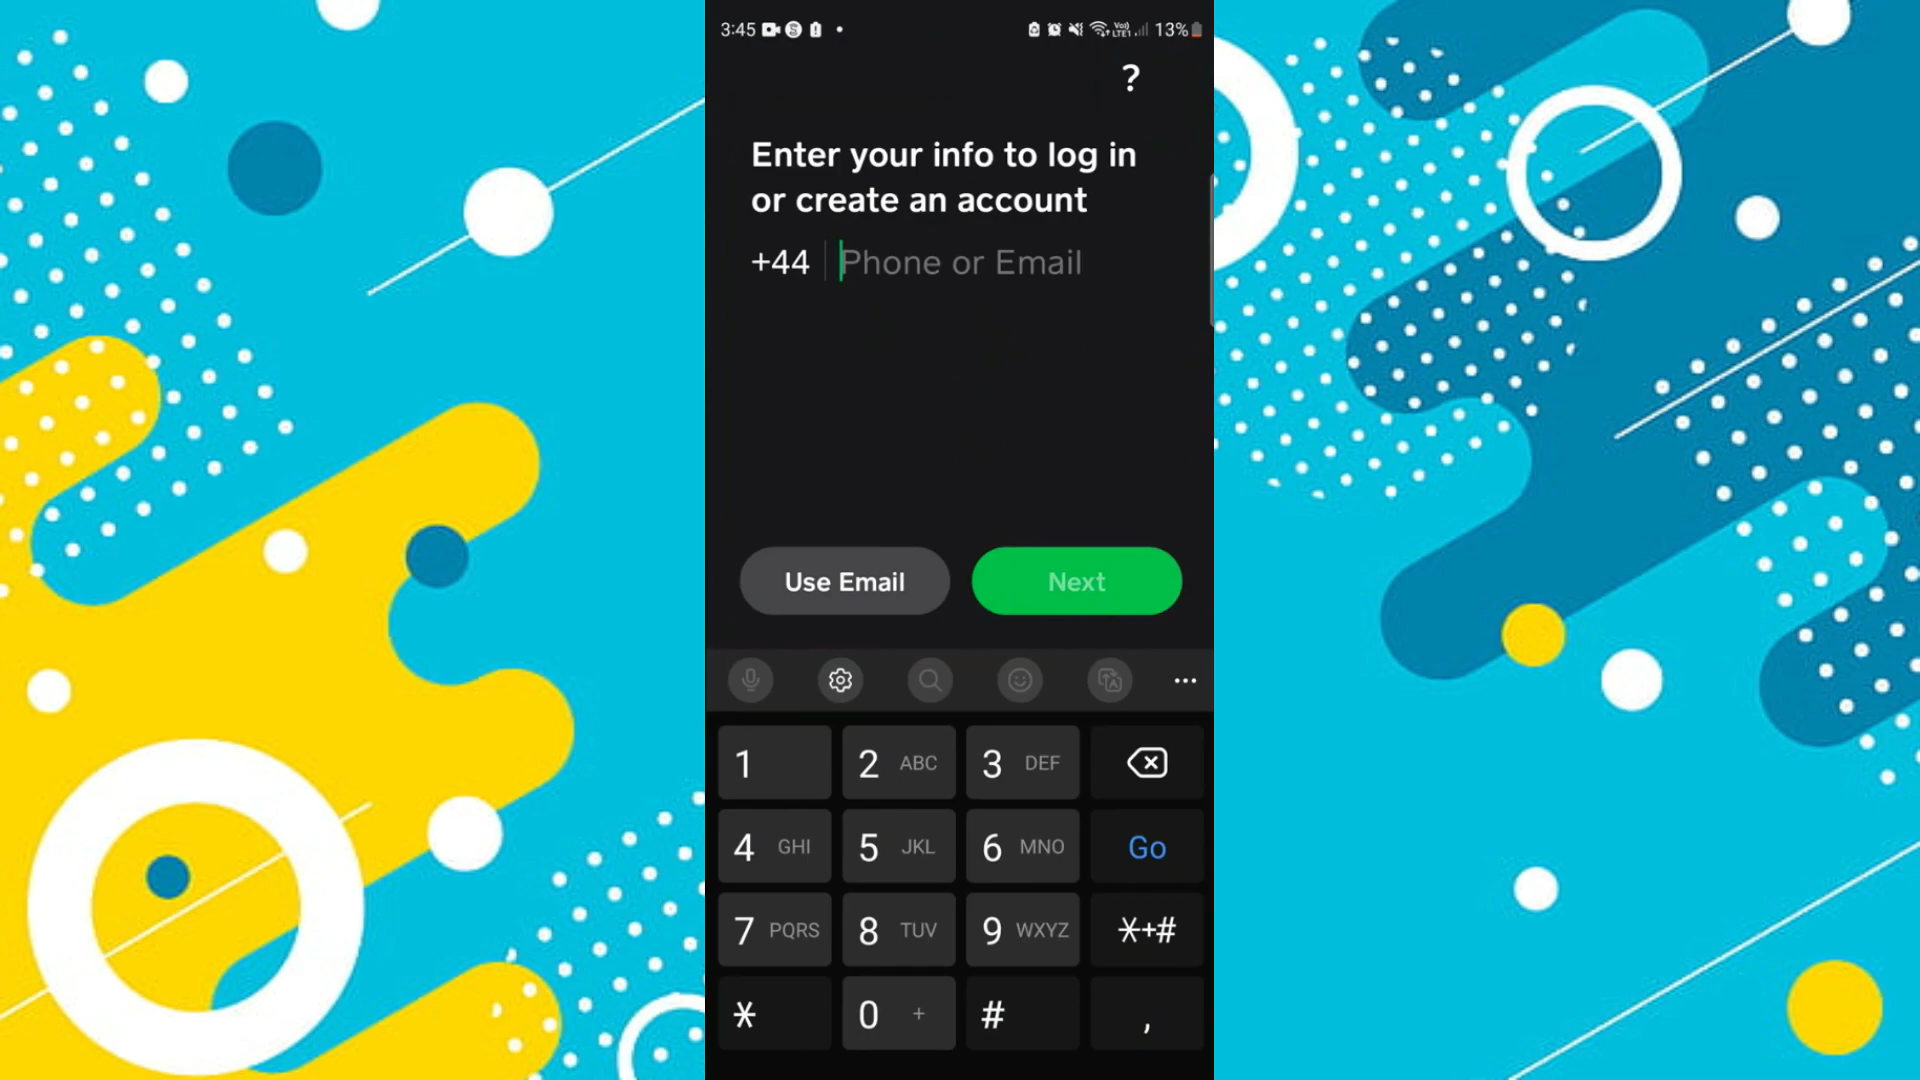 3:45
Vo))
LTE1
13%
?
Enter your info to log in
or create an account
+44
Phone or Email
Use Email
Next
1
2 ABC
3 DEF
4 GHI
5 JKL
6 MNO
Go
7 PQRS
8 TUV
9 WXYZ
*+#
*
0 +
#
,